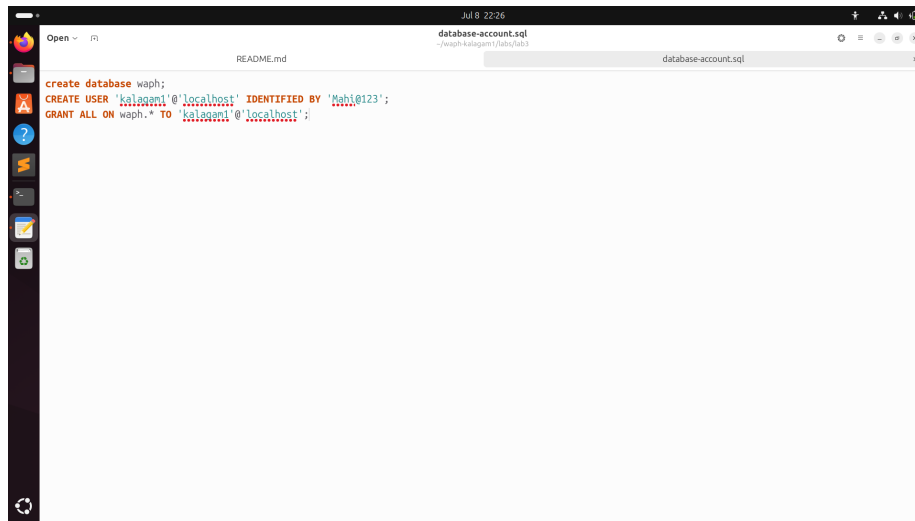 Jul 8 22:26
Open
database-account.sql
~/waph-kalagam1/labs/lab3
README.md
database-account.sql
create database waph;
CREATE USER 'kalagam1'@'localhost' IDENTIFIED BY 'Mahi@123';
GRANT ALL ON waph.* TO 'kalagam1'@'localhost';